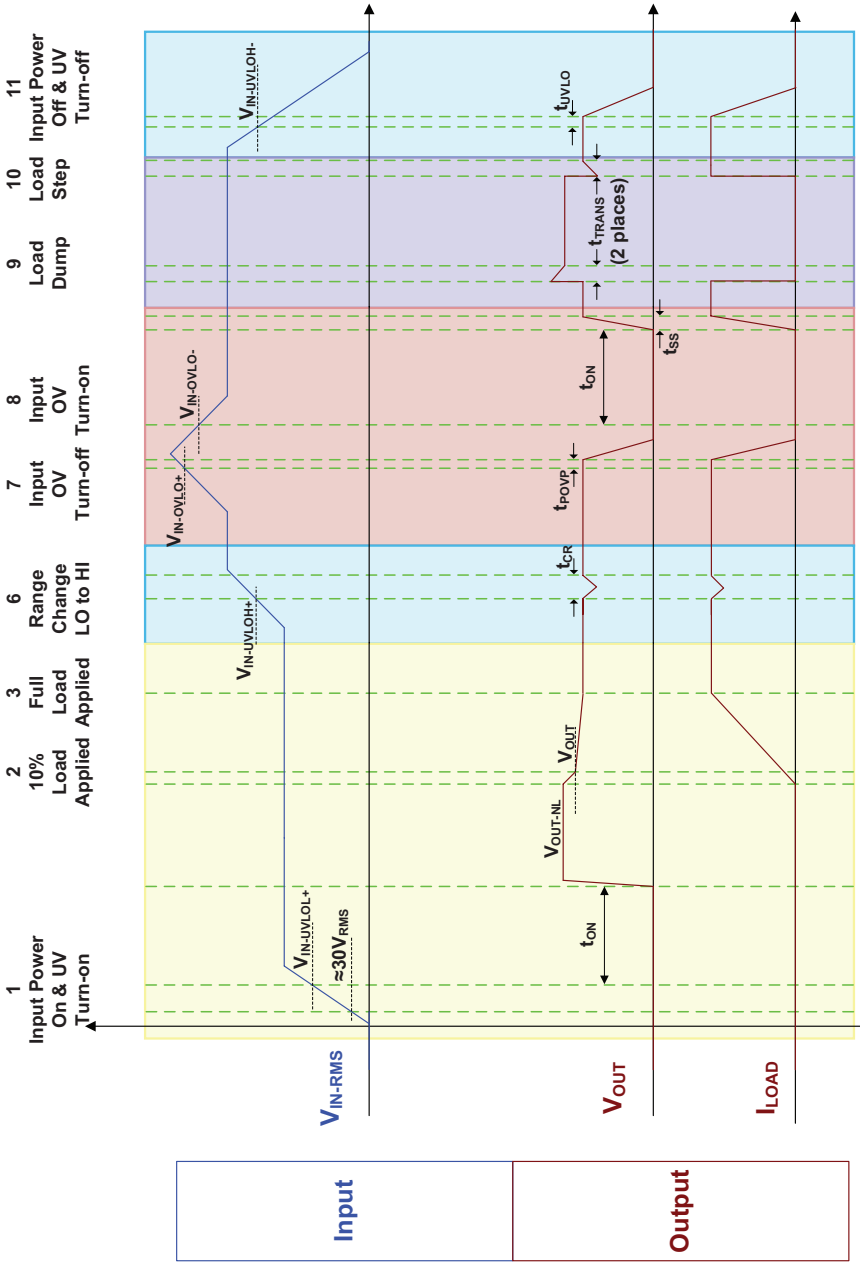 1
Input Power
On & UV
Turn-on
2
10%
Load
Applied
3
Full
Load
Applied
6
Range
Change
LO to HI
7
Input
OV
Turn-off
8
Input
OV
Turn-on
9
Load
Dump
10
Load
Step
11
Input Power
Off & UV
Turn-off
Input
VIN-RMS
≈30VRMS
VIN-UVLOL+
VIN-UVLOH+
VIN-OVLO+
VIN-OVLO-
VIN-UVLOH-
Output
VOUT
tON
VOUT-NL
VOUT
tCR
tPOVP
tON
tSS
tTRANS
(2 places)
tUVLO
ILOAD